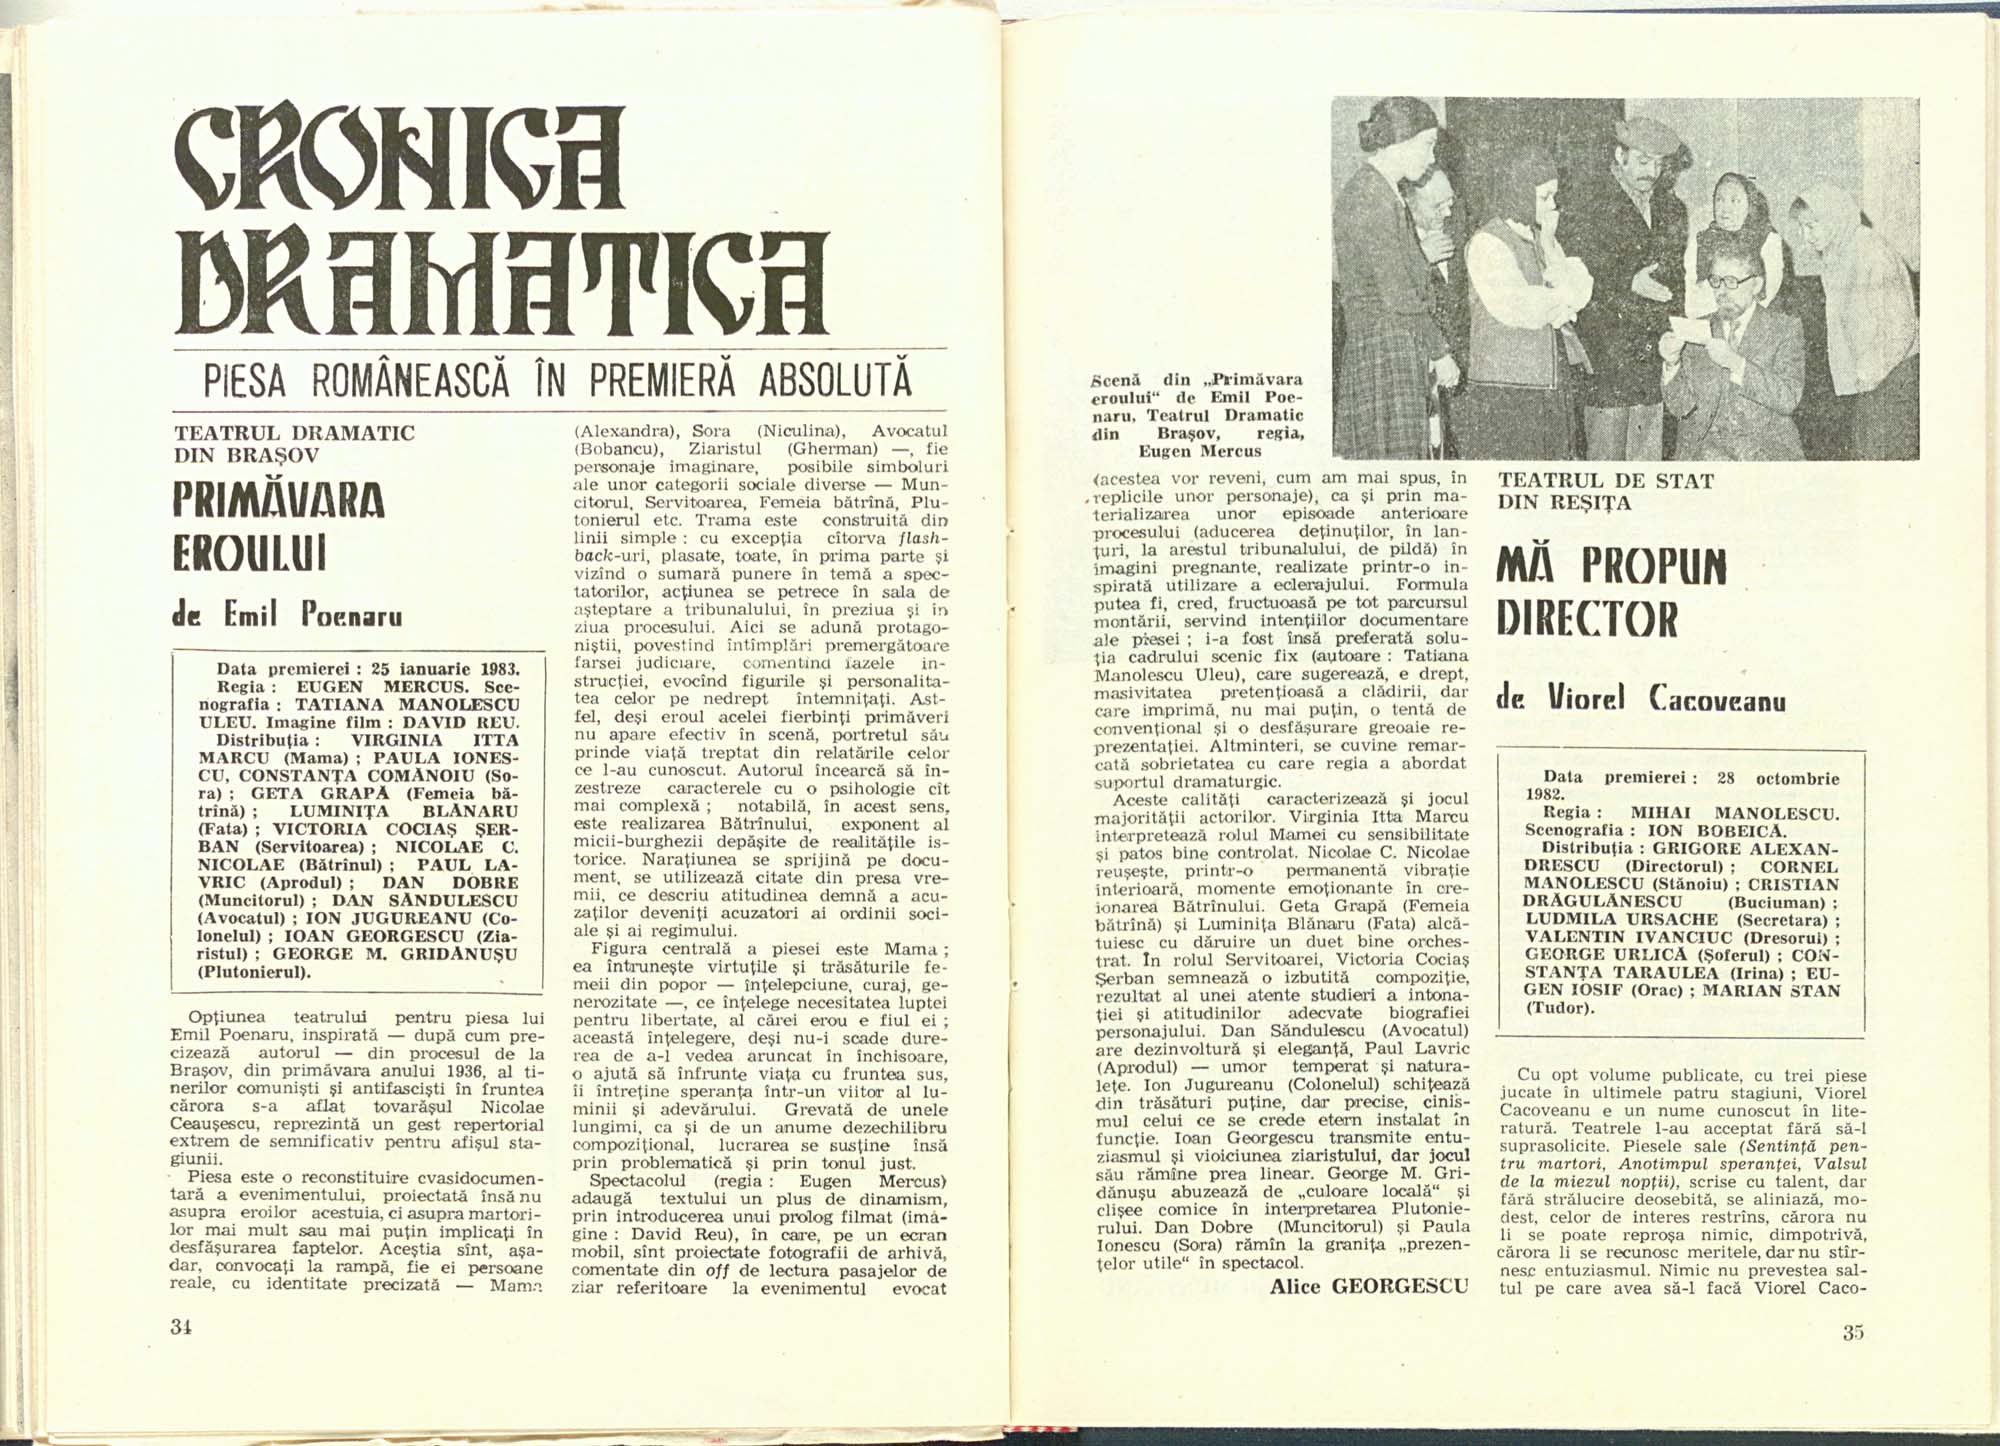 CRONICA
DRAMATICA
PIESA ROMÂNEASCĂ ÎN PREMIERĂ ABSOLUTĂ
TEATRUL DRAMATIC
DIN BRAŞOV
PRIMĂVARA
EROULUI
de Emil Poenaru
Data premierei : 25 ianuarie 1983.
Regia : EUGEN MERCUS. Sce-
nografia : TATIANA MANOLESCU
ULEU. Imagine film : DAVID REU.
Distribuţia : VIRGINIA ITTA
MARCU (Mama) ; PAULA IONES-
CU, CONSTANŢA COMĂNOIU (So-
ra) ; GETA GRAPĂ (Femeia bă-
trînă) ; LUMINIŢA BLĂNARU
(Fata) ; VICTORIA COCIAŞ ŞER-
BAN (Servitoarea) ; NICOLAE C.
NICOLAE (Bătrînul) ; PAUL LA-
VRIC (Aprodul) ; DAN DOBRE
(Muncitorul) ; DAN SĂNDULESCU
(Avocatul) ; ION JUGUREANU (Co-
lonelul) ; IOAN GEORGESCU (Zia-
ristul) ; GEORGE M. GRIDĂNUŞU
(Plutonierul).
Opţiunea teatrului pentru piesa lui
Emil Poenaru, inspirată — după cum pre-
cizează autorul — din procesul de la
Braşov, din primăvara anului 1936, al ti-
nerilor comunişti şi antifascişti în fruntea
cărora s-a aflat tovarăşul Nicolae
Ceauşescu, reprezintă un gest repertorial
extrem de semnificativ pentru afişul sta-
giunii.
Piesa este o reconstituire cvasidocumen-
tară a evenimentului, proiectată însă nu
asupra eroilor acestuia, ci asupra martori-
lor mai mult sau mai puţin implicaţi în
desfăşurarea faptelor. Aceştia sînt, aşa-
dar, convocaţi la rampă, fie ei persoane
reale, cu identitate precizată — Mama
(Alexandra), Sora (Niculina), Avocatul
(Bobancu), Ziaristul (Gherman) —, fie
personaje imaginare, posibile simboluri
ale unor categorii sociale diverse — Mun-
citorul, Servitoarea, Femeia bătrînă, Plu-
tonierul etc. Trama este construită din
linii simple : cu excepţia cîtorva flash-
back-uri, plasate, toate, în prima parte şi
vizînd o sumară punere în temă a spec-
tatorilor, acţiunea se petrece în sala de
aşteptare a tribunalului, în preziua şi în
ziua procesului. Aici se adună protago-
niştii, povestind întîmplări premergătoare
farsei judiciare, comentînd fazele in-
strucţiei, evocînd figurile şi personalita-
tea celor pe nedrept întemniţaţi. Ast-
fel, deşi eroul acelei fierbinţi primăveri
nu apare efectiv în scenă, portretul său
prinde viaţă treptat din relatările celor
ce l-au cunoscut. Autorul încearcă să în-
zestreze caracterele cu o psihologie cît
mai complexă ; notabilă, în acest sens,
este realizarea Bătrînului, exponent al
micii-burghezii depăşite de realităţile is-
torice. Naraţiunea se sprijină pe docu-
ment, se utilizează citate din presa vre-
mii, ce descriu atitudinea demnă a acu-
zaţilor deveniţi acuzatori ai ordinii soci-
ale şi ai regimului.
Figura centrală a piesei este Mama ;
ea întruneşte virtuţile şi trăsăturile fe-
meii din popor — înţelepciune, curaj, ge-
nerozitate —, ce înţelege necesitatea luptei
pentru libertate, al cărei erou e fiul ei ;
această înţelegere, deşi nu-i scade dure-
rea de a-l vedea aruncat în închisoare,
o ajută să înfrunte viaţa cu fruntea sus,
îi întreţine speranţa într-un viitor al lu-
minii şi adevărului. Grevată de unele
lungimi, ca şi de un anume dezechilibru
compoziţional, lucrarea se susţine însă
prin problematică şi prin tonul just.
Spectacolul (regia : Eugen Mercus)
adaugă textului un plus de dinamism,
prin introducerea unui prolog filmat (ima-
gine : David Reu), în care, pe un ecran
mobil, sînt proiectate fotografii de arhivă,
comentate din off de lectura pasajelor de
ziar referitoare la evenimentul evocat
34
Scenă din „Primăvara
eroului“ de Emil Poe-
naru, Teatrul Dramatic
din Braşov, regia,
Eugen Mercus
(acestea vor reveni, cum am mai spus, în
replicile unor personaje), ca şi prin ma-
terializarea unor episoade anterioare
procesului (aducerea deţinuţilor, în lan-
ţuri, la arestul tribunalului, de pildă) în
imagini pregnante, realizate printr-o in-
spirată utilizare a eclerajului. Formula
putea fi, cred, fructuoasă pe tot parcursul
montării, servind intenţiilor documentare
ale piesei ; i-a fost însă preferată solu-
ţia cadrului scenic fix (autoare : Tatiana
Manolescu Uleu), care sugerează, e drept,
masivitatea pretenţioasă a clădirii, dar
care imprimă, nu mai puţin, o tentă de
convenţional şi o desfăşurare greoaie re-
prezentaţiei. Altminteri, se cuvine remar-
cată sobrietatea cu care regia a abordat
suportul dramaturgic.
Aceste calităţi caracterizează şi jocul
majorităţii actorilor. Virginia Itta Marcu
interpretează rolul Mamei cu sensibilitate
şi patos bine controlat. Nicolae C. Nicolae
reuşeşte, printr-o permanentă vibraţie
interioară, momente emoţionante în cre-
ionarea Bătrînului. Geta Grapă (Femeia
bătrînă) şi Luminiţa Blănaru (Fata) alcă-
tuiesc cu dăruire un duet bine orches-
trat. În rolul Servitoarei, Victoria Cociaş
Şerban semnează o izbutită compoziţie,
rezultat al unei atente studieri a intona-
ţiei şi atitudinilor adecvate biografiei
personajului. Dan Săndulescu (Avocatul)
are dezinvoltură şi eleganţă, Paul Lavric
(Aprodul) — umor temperat şi natura-
leţe. Ion Jugureanu (Colonelul) schiţează
din trăsături puţine, dar precise, cinis-
mul celui ce se crede etern instalat în
funcţie. Ioan Georgescu transmite entu-
ziasmul şi vioiciunea ziaristului, dar jocul
său rămîne prea linear. George M. Gri-
dănuşu abuzează de „culoare locală“ şi
clişee comice în interpretarea Plutonie-
rului. Dan Dobre (Muncitorul) şi Paula
Ionescu (Sora) rămîn la graniţa „prezen-
ţelor utile“ în spectacol.
Alice GEORGESCU
TEATRUL DE STAT
DIN REŞIŢA
MĂ PROPUN
DIRECTOR
de Viorel Cacoveanu
Data premierei : 28 octombrie
1982.
Regia : MIHAI MANOLESCU.
Scenografia : ION BOBEICĂ.
Distribuţia : GRIGORE ALEXAN-
DRESCU (Directorul) ; CORNEL
MANOLESCU (Stănoiu) ; CRISTIAN
DRĂGULĂNESCU (Buciuman) ;
LUDMILA URSACHE (Secretara) ;
VALENTIN IVANCIUC (Dresorul) ;
GEORGE URLICĂ (Şoferul) ; CON-
STANŢA TARAULEA (Irina) ; EU-
GEN IOSIF (Orac) ; MARIAN STAN
(Tudor).
Cu opt volume publicate, cu trei piese
jucate în ultimele patru stagiuni, Viorel
Cacoveanu e un nume cunoscut în lite-
ratură. Teatrele l-au acceptat fără să-l
suprasolicite. Piesele sale (Sentinţă pen-
tru martori, Anotimpul speranţei, Valsul
de la miezul nopţii), scrise cu talent, dar
fără strălucire deosebită, se aliniază, mo-
dest, celor de interes restrîns, cărora nu
li se poate reproşa nimic, dimpotrivă,
cărora li se recunosc meritele, dar nu stîr-
nesc entuziasmul. Nimic nu prevestea sal-
tul pe care avea să-l facă Viorel Caco-
35